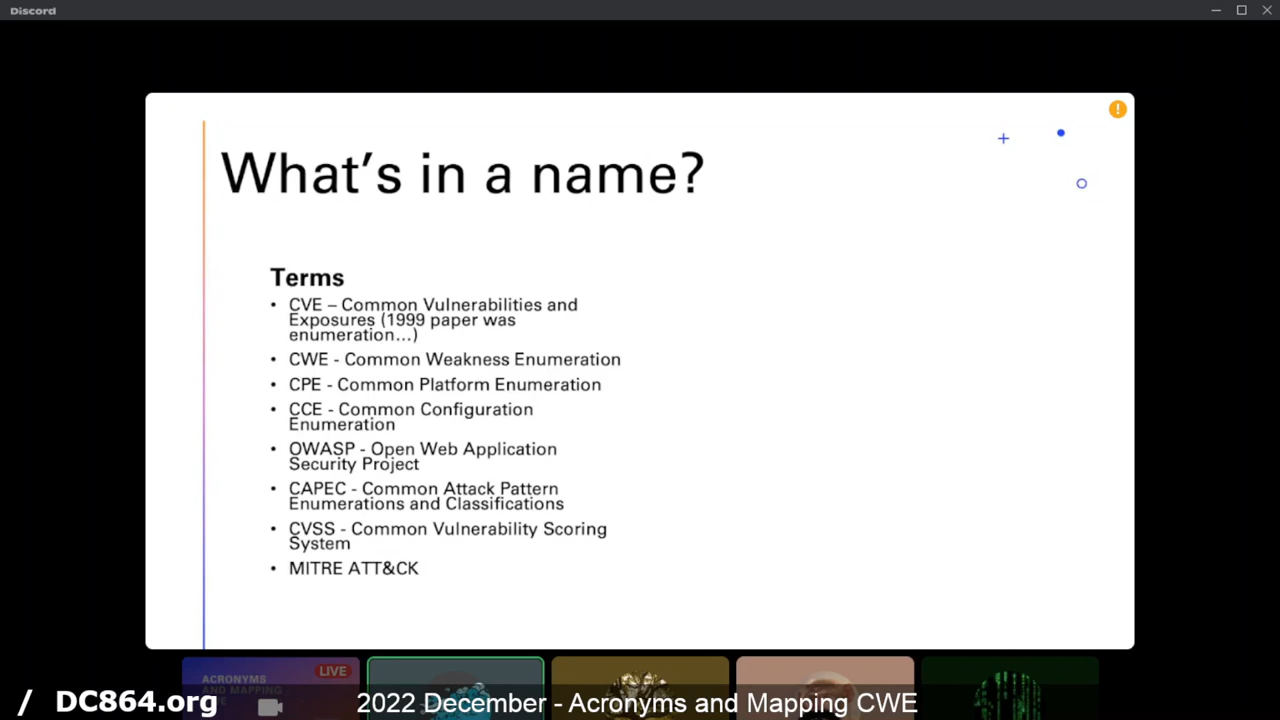 Discord
What's in a name?
Terms
• CVE – Common Vulnerabilities and
Exposures (1999 paper was
enumeration...)
• CWE - Common Weakness Enumeration
• CPE - Common Platform Enumeration
• CCE - Common Configuration
Enumeration
• OWASP - Open Web Application
Security Project
• CAPEC - Common Attack Pattern
Enumerations and Classifications
• CVSS - Common Vulnerability Scoring
System
• MITRE ATT&CK
LIVE
ACRONYMS
AND MAPPING
/ DC864.org
2022 December - Acronyms and Mapping CWE